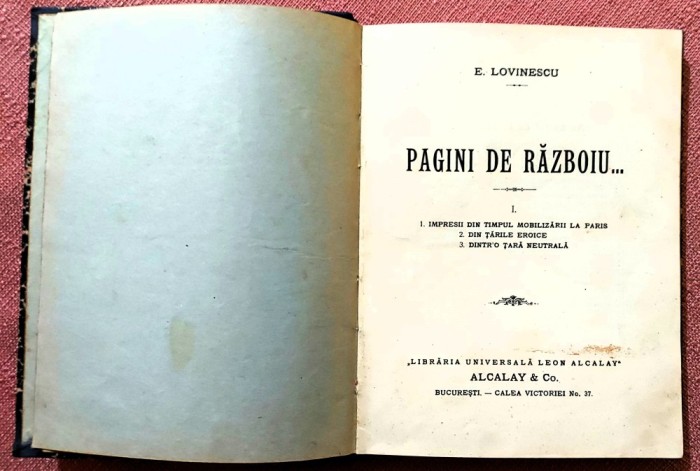 E. LOVINESCU
PAGINI DE RĂZBOIU...
I.
1. IMPRESII DIN TIMPUL MOBILIZĂRII LA PARIS
2. DIN ȚĂRILE EROICE
3. DINTR'O ȚARĂ NEUTRALĂ
„LIBRĂRIA UNIVERSALĂ LEON ALCALAY“
ALCALAY & Co.
BUCUREȘTI. — CALEA VICTORIEI No. 37.